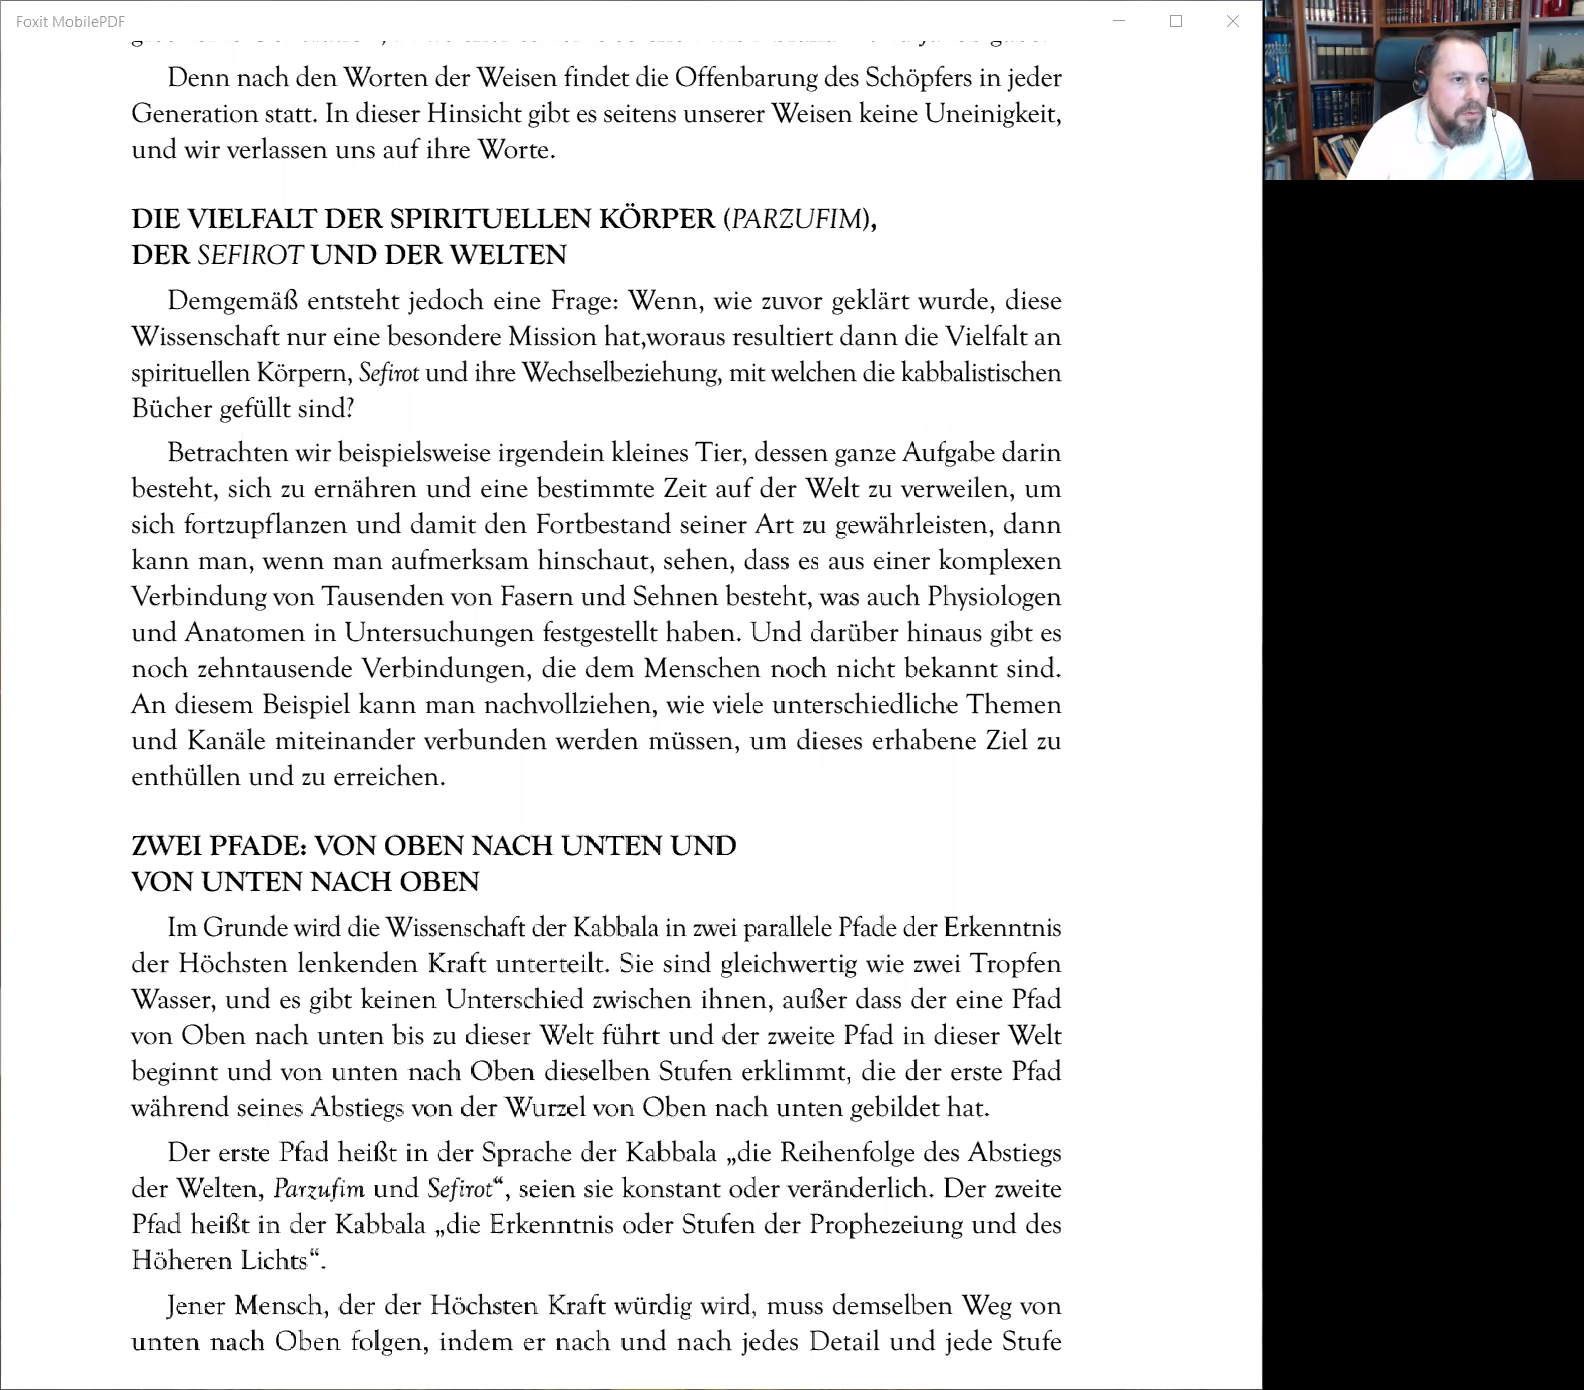 Foxit MobilePDF
Denn nach den Worten der Weisen findet die Offenbarung des Schöpfers in jeder
Generation statt. In dieser Hinsicht gibt es seitens unserer Weisen keine Uneinigkeit,
und wir verlassen uns auf ihre Worte.
DIE VIELFALT DER SPIRITUELLEN KÖRPER (PARZUFIM),
DER SEFIROT UND DER WELTEN
Demgemäß entsteht jedoch eine Frage: Wenn, wie zuvor geklärt wurde, diese
Wissenschaft nur eine besondere Mission hat,woraus resultiert dann die Vielfalt an
spirituellen Körpern, Sefirot und ihre Wechselbeziehung, mit welchen die kabbalistischen
Bücher gefüllt sind?
Betrachten wir beispielsweise irgendein kleines Tier, dessen ganze Aufgabe darin
besteht, sich zu ernähren und eine bestimmte Zeit auf der Welt zu verweilen, um
sich fortzupflanzen und damit den Fortbestand seiner Art zu gewährleisten, dann
kann man, wenn man aufmerksam hinschaut, sehen, dass es aus einer komplexen
Verbindung von Tausenden von Fasern und Sehnen besteht, was auch Physiologen
und Anatomen in Untersuchungen festgestellt haben. Und darüber hinaus gibt es
noch zehntausende Verbindungen, die dem Menschen noch nicht bekannt sind.
An diesem Beispiel kann man nachvollziehen, wie viele unterschiedliche Themen
und Kanäle miteinander verbunden werden müssen, um dieses erhabene Ziel zu
enthüllen und zu erreichen.
ZWEI PFADE: VON OBEN NACH UNTEN UND
VON UNTEN NACH OBEN
Im Grunde wird die Wissenschaft der Kabbala in zwei parallele Pfade der Erkenntnis
der Höchsten lenkenden Kraft unterteilt. Sie sind gleichwertig wie zwei Tropfen
Wasser, und es gibt keinen Unterschied zwischen ihnen, außer dass der eine Pfad
von Oben nach unten bis zu dieser Welt führt und der zweite Pfad in dieser Welt
beginnt und von unten nach Oben dieselben Stufen erklimmt, die der erste Pfad
während seines Abstiegs von der Wurzel von Oben nach unten gebildet hat.
Der erste Pfad heißt in der Sprache der Kabbala „die Reihenfolge des Abstiegs
der Welten, Parzufim und Sefirot“, seien sie konstant oder veränderlich. Der zweite
Pfad heißt in der Kabbala „die Erkenntnis oder Stufen der Prophezeiung und des
Höheren Lichts“.
Jener Mensch, der der Höchsten Kraft würdig wird, muss demselben Weg von
unten nach Oben folgen, indem er nach und nach jedes Detail und jede Stufe